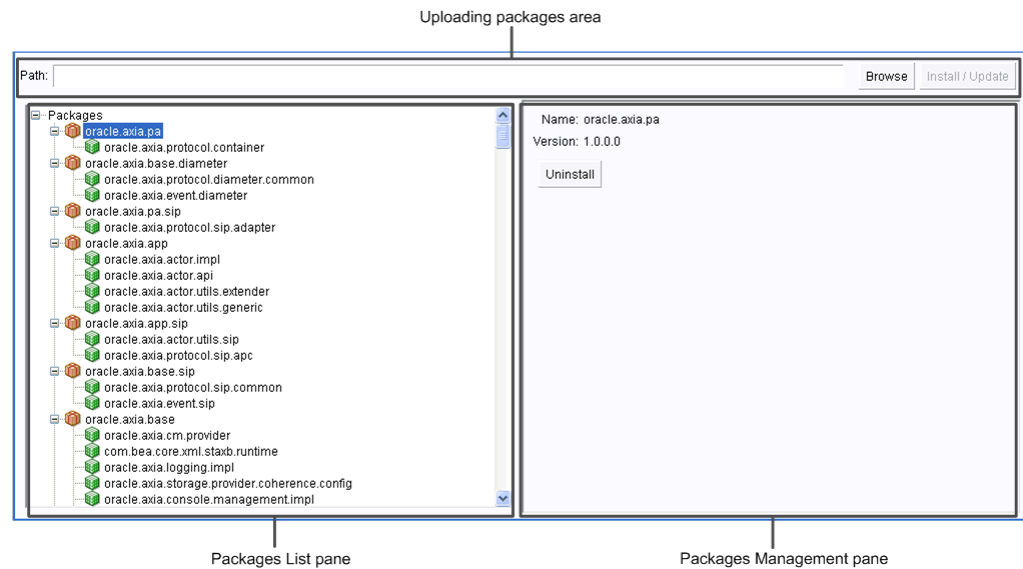 Uploading packages area
Path:
Browse
Install / Update
Packages
oracle.axia.pa
oracle.axia.protocol.container
oracle.axia.base.diameter
oracle.axia.protocol.diameter.common
oracle.axia.event.diameter
oracle.axia.pa.sip
oracle.axia.protocol.sip.adapter
oracle.axia.app
oracle.axia.actor.impl
oracle.axia.actor.api
oracle.axia.actor.utils.extender
oracle.axia.actor.utils.generic
oracle.axia.app.sip
oracle.axia.actor.utils.sip
oracle.axia.protocol.sip.apc
oracle.axia.base.sip
oracle.axia.protocol.sip.common
oracle.axia.event.sip
oracle.axia.base
oracle.axia.cm.provider
com.bea.core.xml.staxb.runtime
oracle.axia.logging.impl
oracle.axia.storage.provider.coherence.config
oracle.axia.console.management.impl
Name: oracle.axia.pa
Version: 1.0.0.0
Uninstall
Packages List pane
Packages Management pane